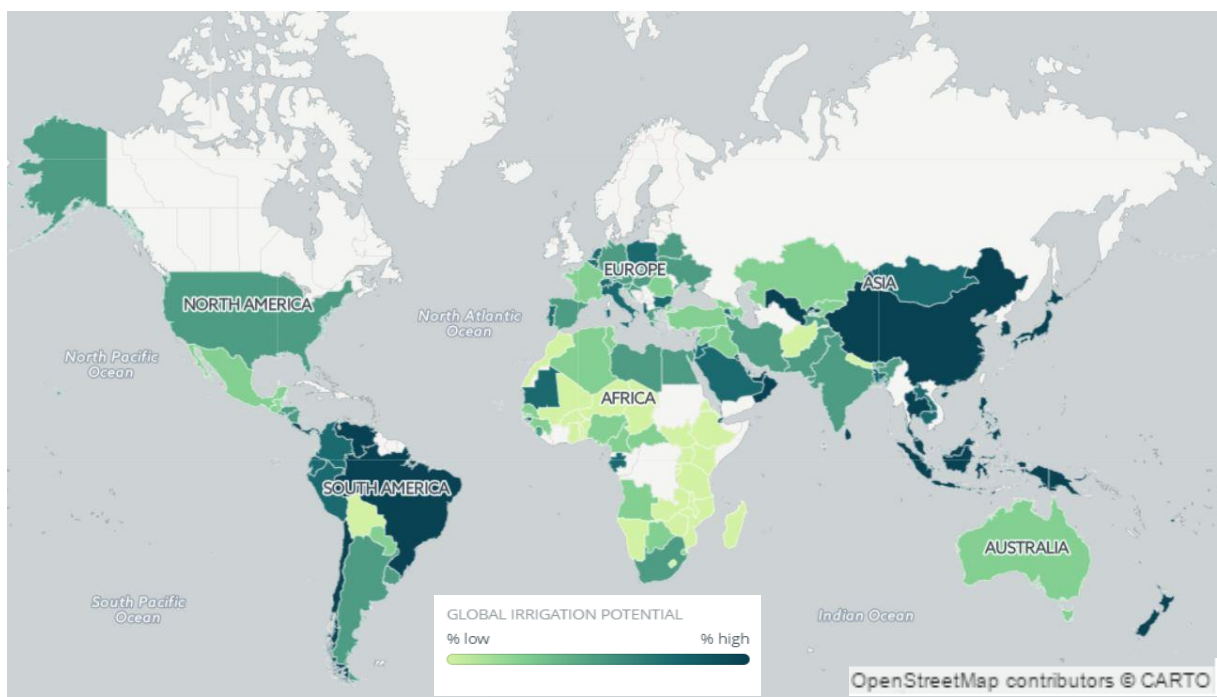 EUROPE
ASIA
NORTH AMERICA
North Atlantic
Ocean
North Pacific
Ocean
AFRICA
SOUTH AMERICA
AUSTRALIA
South Pacific
Ocean
Indian Ocean
GLOBAL IRRIGATION POTENTIAL
% low % high
OpenStreetMap contributors © CARTO